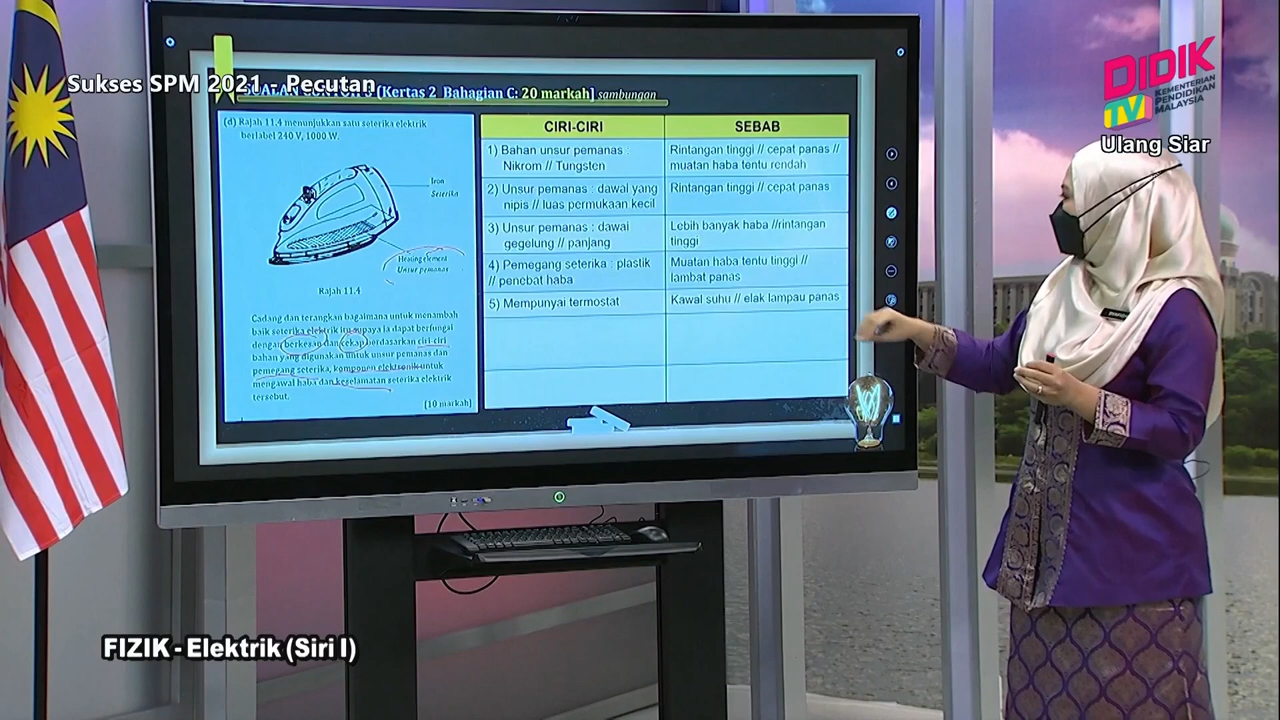 Sukses SPM 2021 - Pecutan
(Kertas 2 Bahagian C: 20 markah] sambungan
DIDIK
TV
KEMENTERIAN
PENDIDIKAN
MALAYSIA
Ulang Siar
(d) Rajah 11.4 menunjukkan satu seterika elektrik
berlabel 240 V, 1000 W.
Iron
Seterika
Heating element
Unsur pemanas
Rajah 11.4
Cadang dan terangkan bagaimana untuk menambah
baik seterika elektrik itu supaya ia dapat berfungsi
dengan berkesan dan cekap berdasarkan ciri-ciri
bahan yang digunakan untuk unsur pemanas dan
pemegang seterika, komponen elektronik untuk
mengawal haba dan keselamatan seterika elektrik
tersebut.
[10 markah]
CIRI-CIRI
SEBAB
1) Bahan unsur pemanas :
Nikrom // Tungsten
Rintangan tinggi // cepat panas //
muatan haba tentu rendah
2) Unsur pemanas : dawai yang
nipis // luas permukaan kecil
Rintangan tinggi // cepat panas
3) Unsur pemanas : dawai
gegelung // panjang
Lebih banyak haba //rintangan
tinggi
4) Pemegang seterika : plastik
// penebat haba
Muatan haba tentu tinggi //
lambat panas
5) Mempunyai termostat
Kawal suhu // elak lampau panas
FIZIK - Elektrik (Siri I)